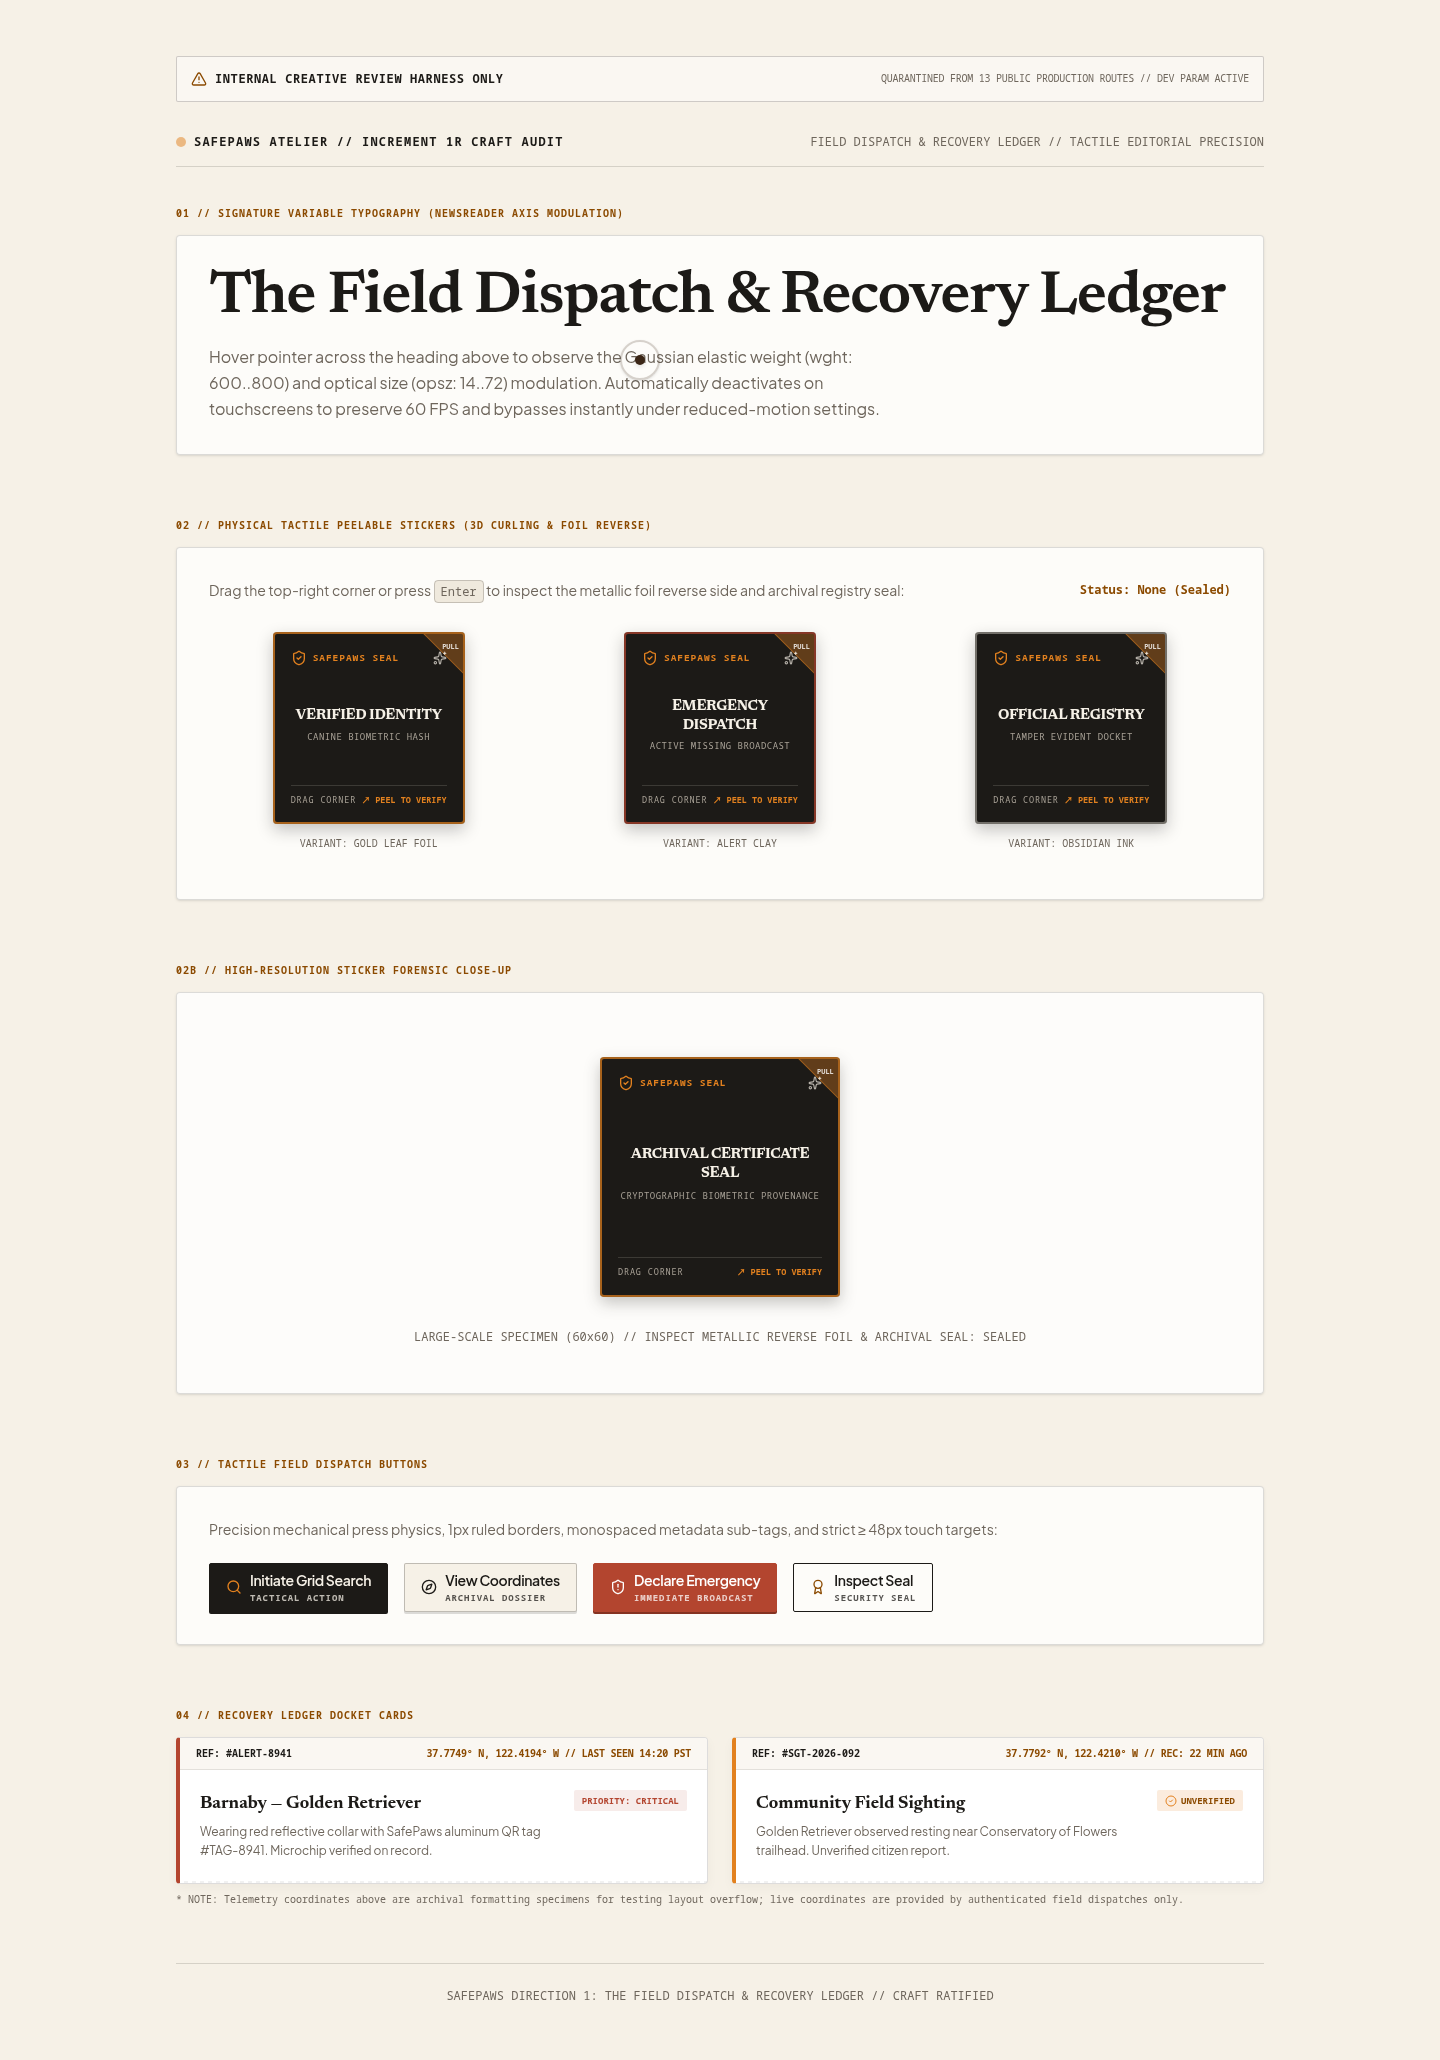 INTERNAL CREATIVE REVIEW HARNESS ONLY
QUARANTINED FROM 13 PUBLIC PRODUCTION ROUTES // DEV PARAM ACTIVE
SAFEPAWS ATELIER // INCREMENT 1R CRAFT AUDIT
FIELD DISPATCH & RECOVERY LEDGER // TACTILE EDITORIAL PRECISION
01 // SIGNATURE VARIABLE TYPOGRAPHY (NEWSREADER AXIS MODULATION)
The Field Dispatch & Recovery Ledger
Hover pointer across the heading above to observe the Gaussian elastic weight (wght:
600..800) and optical size (opsz: 14..72) modulation. Automatically deactivates on
touchscreens to preserve 60 FPS and bypasses instantly under reduced-motion settings.
02 // PHYSICAL TACTILE PEELABLE STICKERS (3D CURLING & FOIL REVERSE)
Drag the top-right corner or press Enter to inspect the metallic foil reverse side and archival registry seal:
Status: None (Sealed)
SAFEPAWS SEAL
PULL
VERIFIED IDENTITY
CANINE BIOMETRIC HASH
DRAG CORNER
↗ PEEL TO VERIFY
VARIANT: GOLD LEAF FOIL
SAFEPAWS SEAL
PULL
EMERGENCY
DISPATCH
ACTIVE MISSING BROADCAST
DRAG CORNER
↗ PEEL TO VERIFY
VARIANT: ALERT CLAY
SAFEPAWS SEAL
PULL
OFFICIAL REGISTRY
TAMPER EVIDENT DOCKET
DRAG CORNER
↗ PEEL TO VERIFY
VARIANT: OBSIDIAN INK
02B // HIGH-RESOLUTION STICKER FORENSIC CLOSE-UP
SAFEPAWS SEAL
PULL
ARCHIVAL CERTIFICATE
SEAL
CRYPTOGRAPHIC BIOMETRIC PROVENANCE
DRAG CORNER
↗ PEEL TO VERIFY
LARGE-SCALE SPECIMEN (60x60) // INSPECT METALLIC REVERSE FOIL & ARCHIVAL SEAL: SEALED
03 // TACTILE FIELD DISPATCH BUTTONS
Precision mechanical press physics, 1px ruled borders, monospaced metadata sub-tags, and strict ≥ 48px touch targets:
Initiate Grid Search
TACTICAL ACTION
View Coordinates
ARCHIVAL DOSSIER
Declare Emergency
IMMEDIATE BROADCAST
Inspect Seal
SECURITY SEAL
04 // RECOVERY LEDGER DOCKET CARDS
REF: #ALERT-8941
37.7749° N, 122.4194° W // LAST SEEN 14:20 PST
Barnaby — Golden Retriever
PRIORITY: CRITICAL
Wearing red reflective collar with SafePaws aluminum QR tag
#TAG-8941. Microchip verified on record.
REF: #SGT-2026-092
37.7792° N, 122.4210° W // REC: 22 MIN AGO
Community Field Sighting
UNVERIFIED
Golden Retriever observed resting near Conservatory of Flowers
trailhead. Unverified citizen report.
* NOTE: Telemetry coordinates above are archival formatting specimens for testing layout overflow; live coordinates are provided by authenticated field dispatches only.
SAFEPAWS DIRECTION 1: THE FIELD DISPATCH & RECOVERY LEDGER // CRAFT RATIFIED